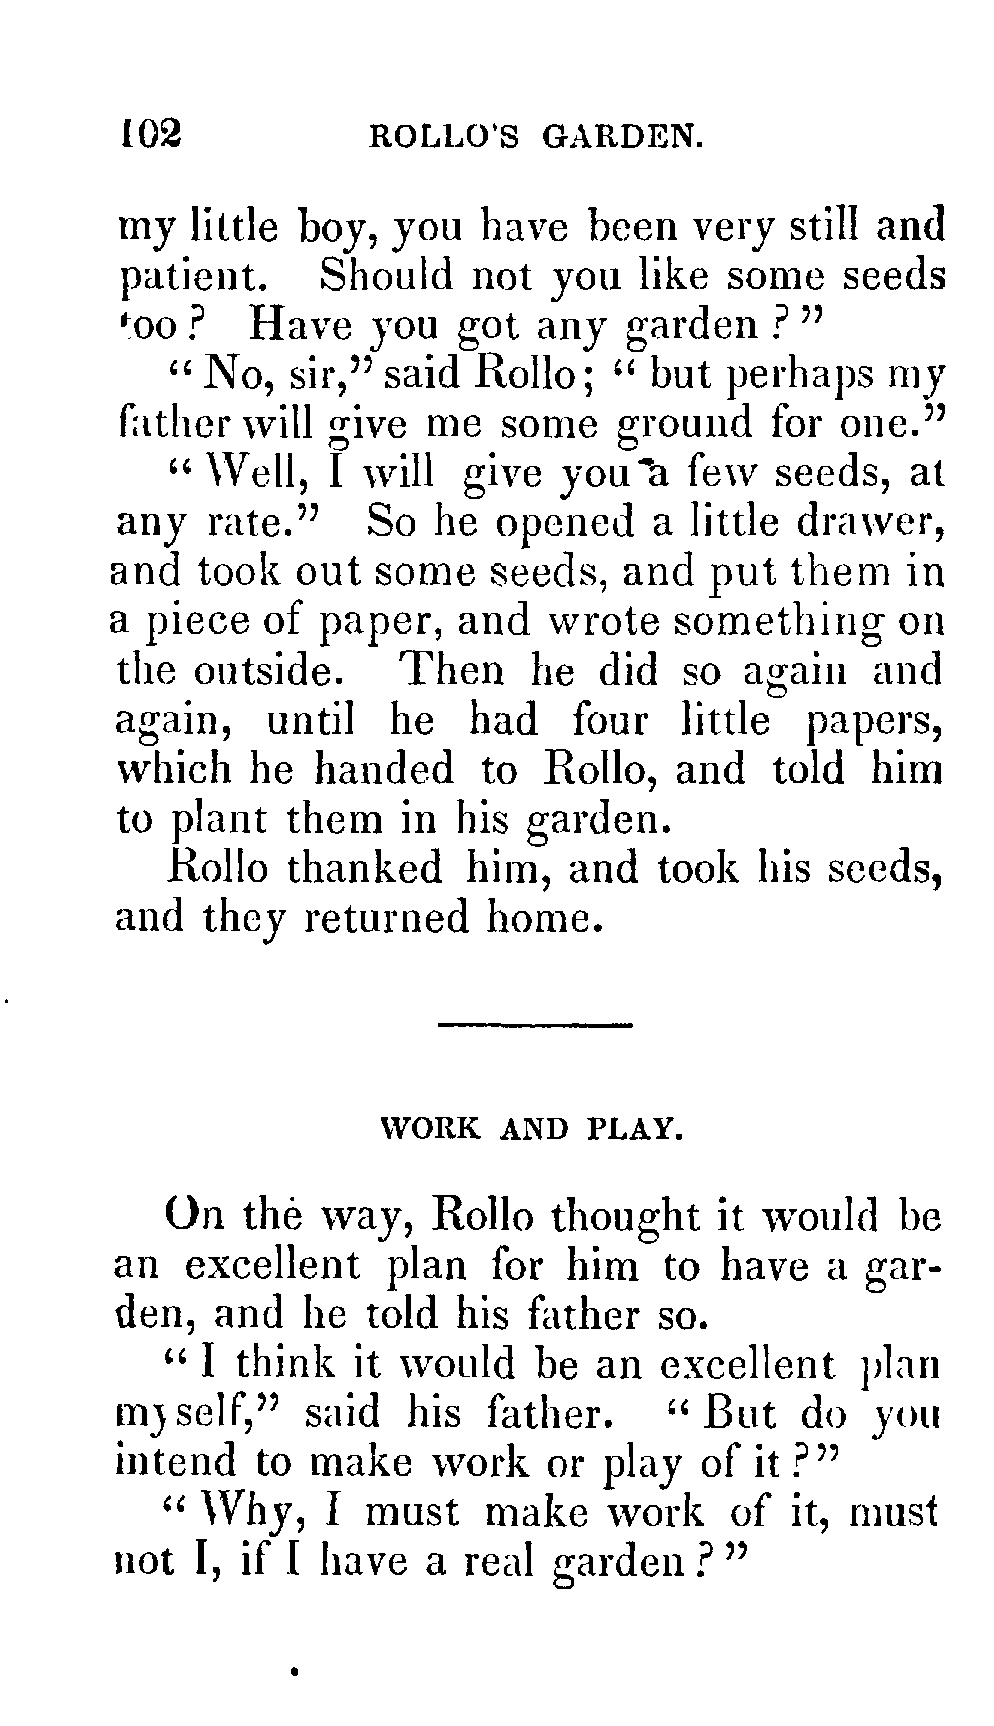 102 ROLLO'S GARDEN.
my little boy, you have been very still and
patient. Should not you like some seeds
too? Have you got any garden?"
"No, sir," said Rollo; "but perhaps my
father will give me some ground for one."
"Well, I will give you a few seeds, at
any rate." So he opened a little drawer,
and took out some seeds, and put them in
a piece of paper, and wrote something on
the outside. Then he did so again and
again, until he had four little papers,
which he handed to Rollo, and told him
to plant them in his garden.
Rollo thanked him, and took his seeds,
and they returned home.
WORK AND PLAY.
On the way, Rollo thought it would be
an excellent plan for him to have a gar-
den, and he told his father so.
"I think it would be an excellent plan
myself," said his father. "But do you
intend to make work or play of it?"
"Why, I must make work of it, must
not I, if I have a real garden?"